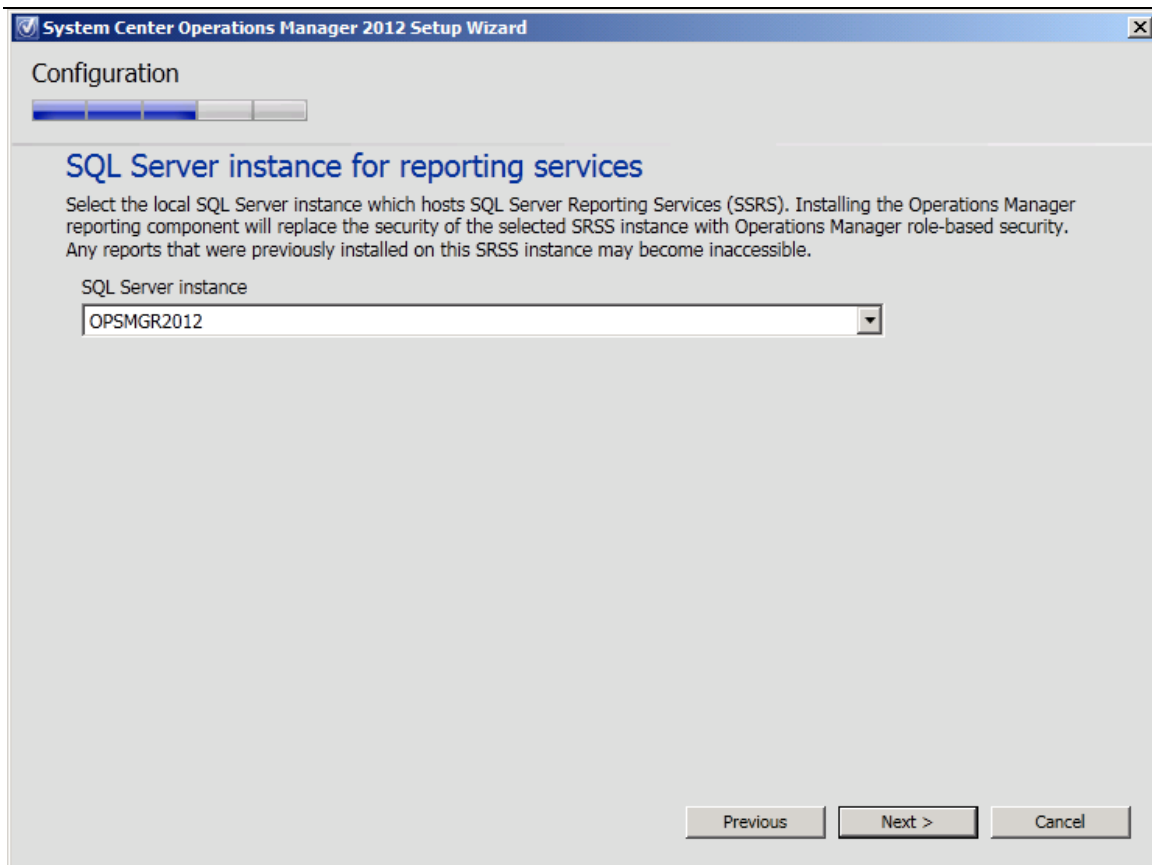 System Center Operations Manager 2012 Setup Wizard
Configuration
SQL Server instance for reporting services
Select the local SQL Server instance which hosts SQL Server Reporting Services (SSRS). Installing the Operations Manager
reporting component will replace the security of the selected SRSS instance with Operations Manager role-based security.
Any reports that were previously installed on this SRSS instance may become inaccessible.
SQL Server instance
OPSMGR2012
Previous
Next >
Cancel